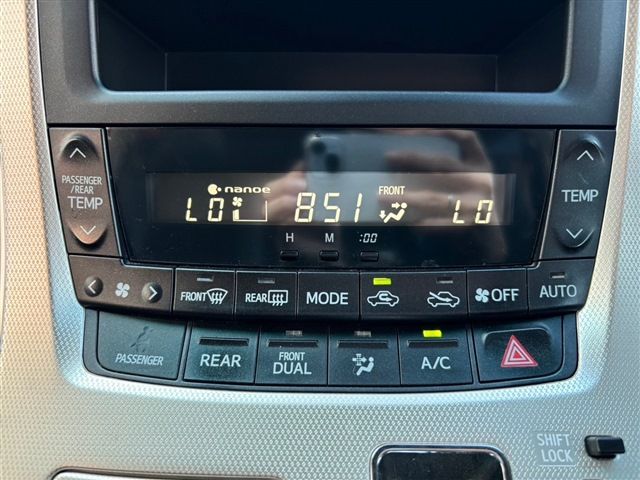 nanoe
LO 851 FRONT LO
PASSENGER
/REAR
TEMP
TEMP
H M :00
FRONT REAR MODE OFF AUTO
PASSENGER REAR FRONT
DUAL A/C
SHIFT
LOCK